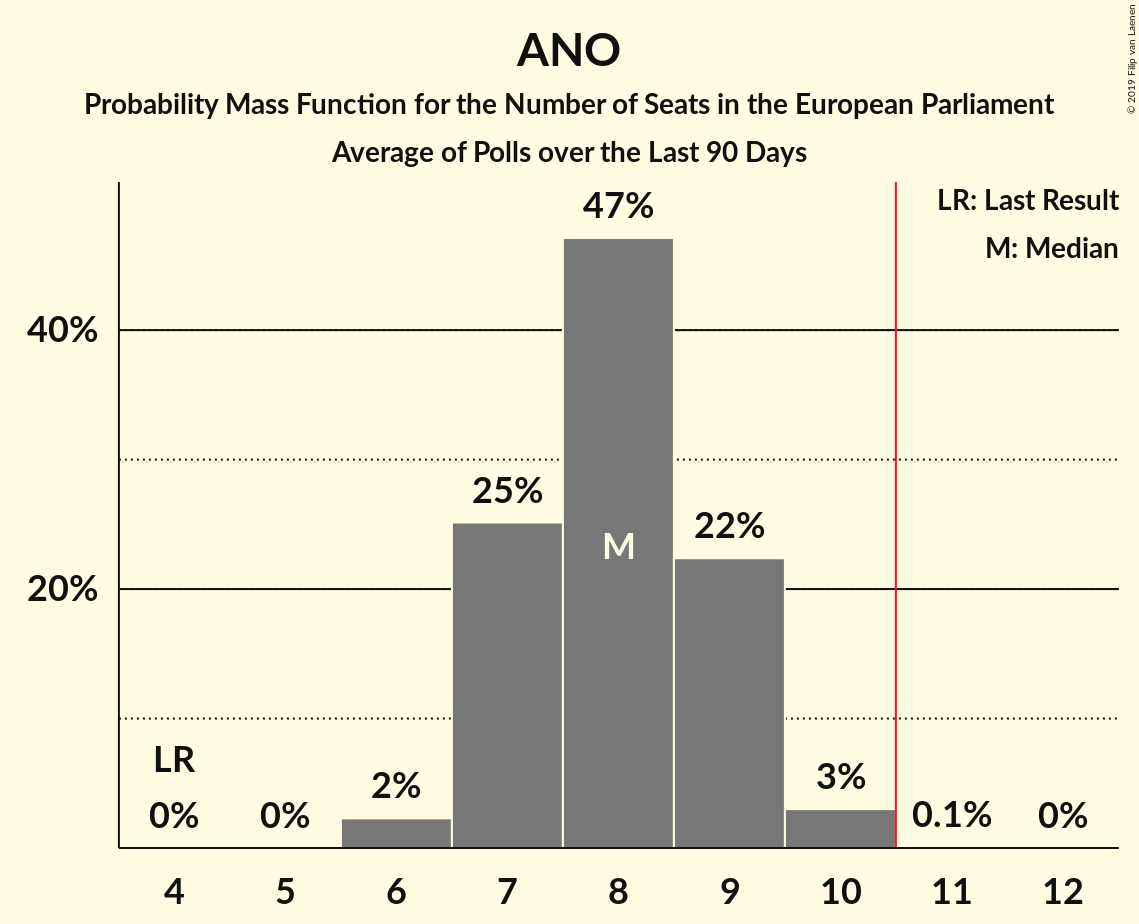 ANO
Probability Mass Function for the Number of Seats in the European Parliament
Average of Polls over the Last 90 Days
© 2019 Filip van Laenen
LR: Last Result
M: Median
47%
40%
25%
22%
M
20%
LR
0%
0%
2%
3%
0.1%
0%
4 5 6 7 8 9 10 11 12